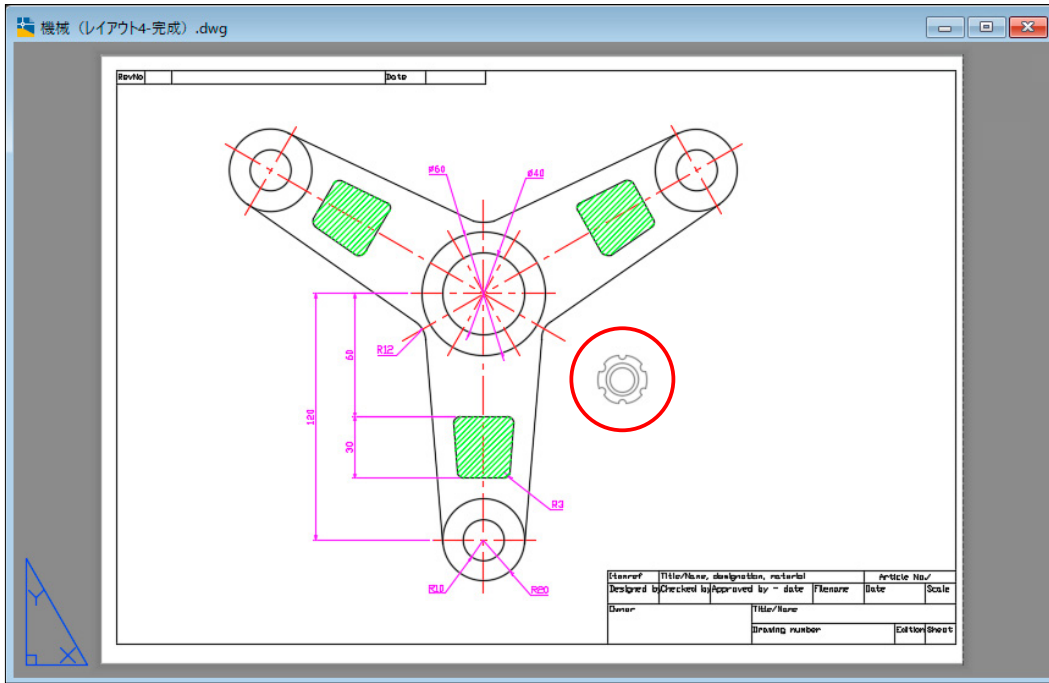 機械（レイアウト4-完成）.dwg
RevNo Date
ø60 ø40
R12
60
120
30
R3
R10 R20
Itemref Title/Name, designation, material Article No./
Designed by Checked by Approved by - date Filename Date Scale
Owner Title/Name
Drawing number Edition Sheet
Y
X